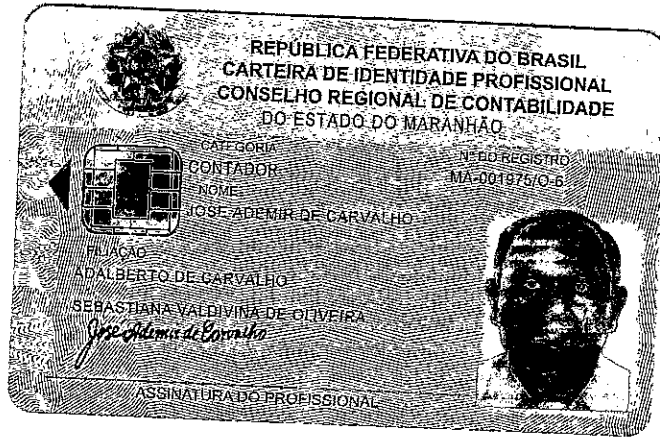 REPÚBLICA FEDERATIVA DO BRASIL
CARTEIRA DE IDENTIDADE PROFISSIONAL
CONSELHO REGIONAL DE CONTABILIDADE
DO ESTADO DO MARANHÃO
CATEGORIA
CONTADOR
Nº DO REGISTRO
MA-001975/O-6
NOME
JOSE ADEMIR DE CARVALHO
FILIAÇÃO
ADALBERTO DE CARVALHO
SEBASTIANA VALDIVINA DE OLIVEIRA
Jose Ademir de Carvalho
ASSINATURA DO PROFISSIONAL